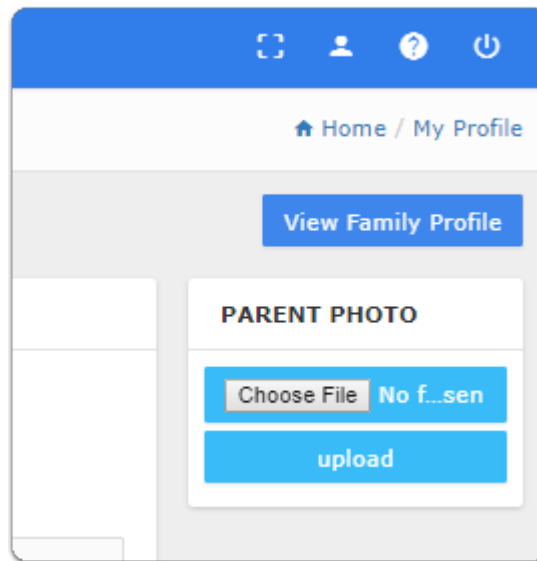 Home / My Profile
View Family Profile
PARENT PHOTO
Choose File No f...sen
upload